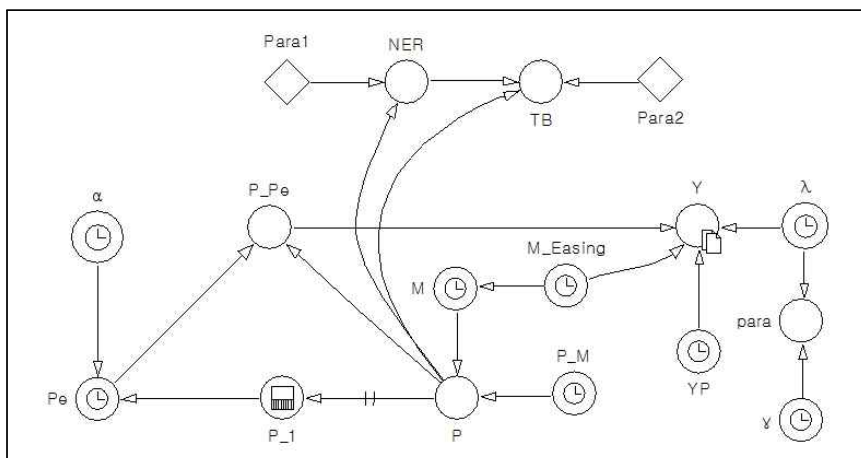 Para1
NER
TB
Para2
α
P_Pe
Y
λ
M_Easing
M
para
P_M
YP
Pe
P_1
P
ɣ